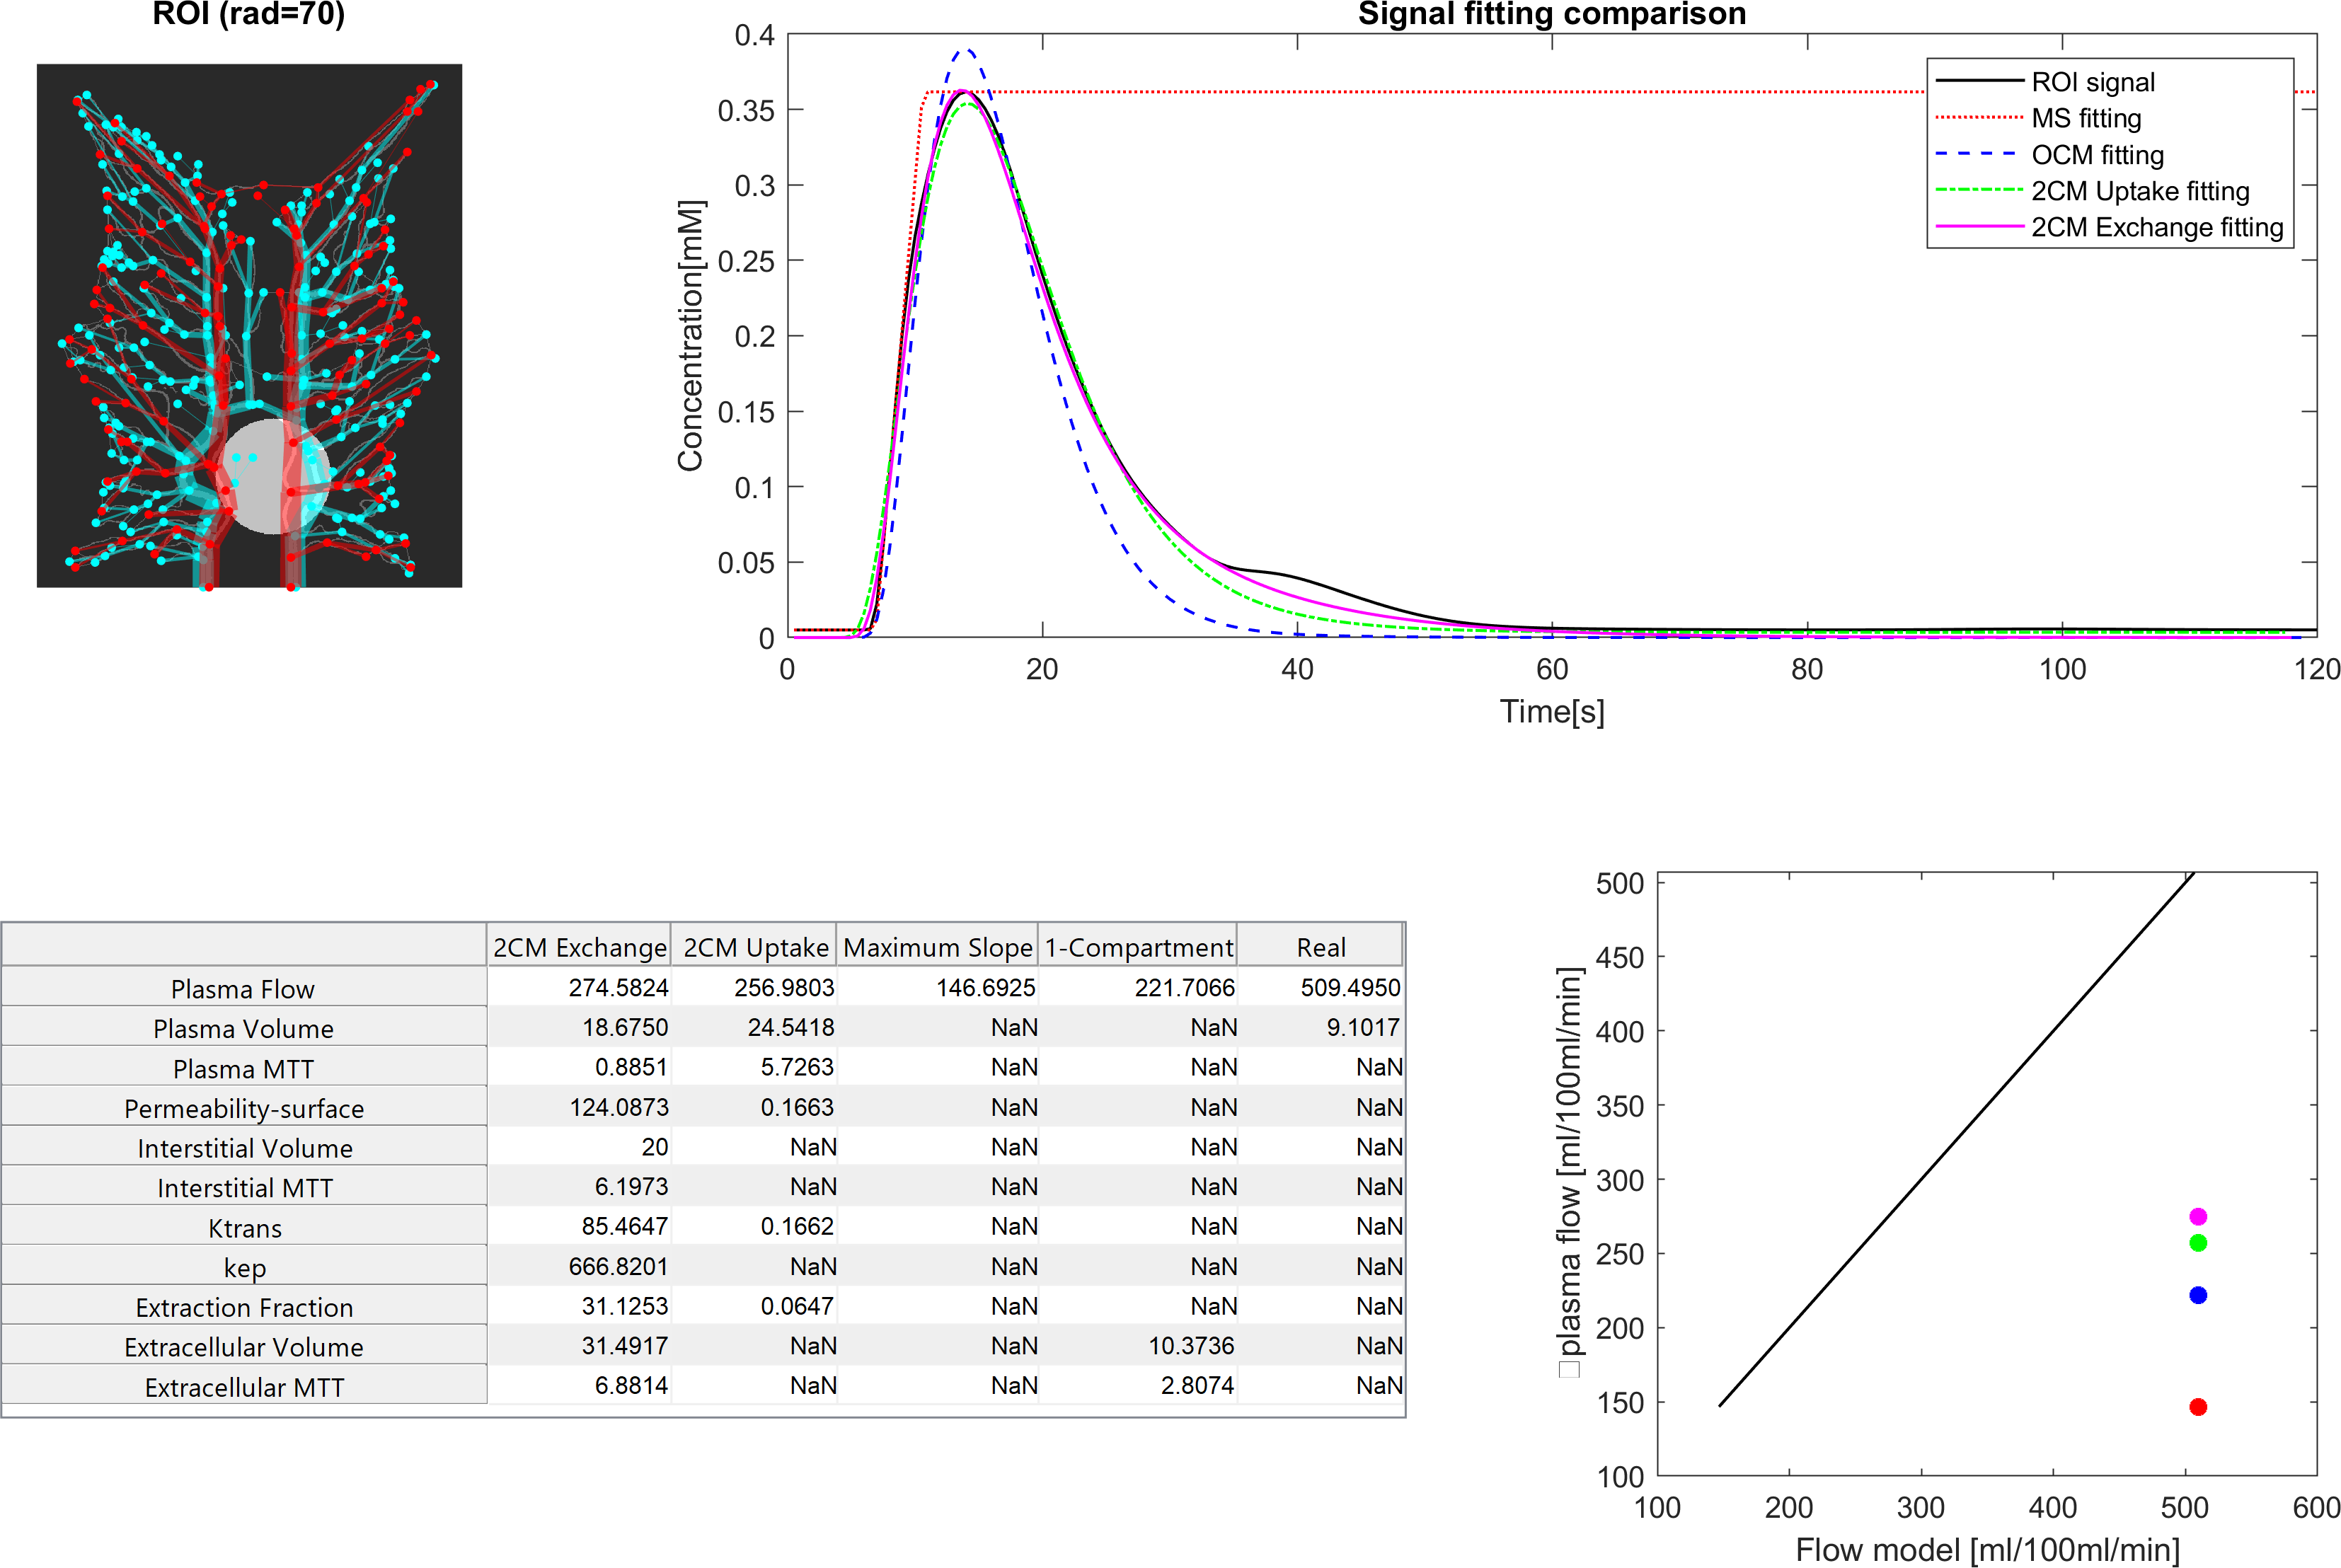 ROI (rad=70)
Signal fitting comparison
0.4
0.35
0.3
0.25
0.2
0.15
0.1
0.05
0
Concentration[mM]
0 20 40 60 80 100 120
Time[s]
ROI signal
MS fitting
OCM fitting
2CM Uptake fitting
2CM Exchange fitting
2CM Exchange 2CM Uptake Maximum Slope 1-Compartment Real
Plasma Flow 274.5824 256.9803 146.6925 221.7066 509.4950
Plasma Volume 18.6750 24.5418 NaN NaN 9.1017
Plasma MTT 0.8851 5.7263 NaN NaN NaN
Permeability-surface 124.0873 0.1663 NaN NaN NaN
Interstitial Volume 20 NaN NaN NaN NaN
Interstitial MTT 6.1973 NaN NaN NaN NaN
Ktrans 85.4647 0.1662 NaN NaN NaN
kep 666.8201 NaN NaN NaN NaN
Extraction Fraction 31.1253 0.0647 NaN NaN NaN
Extracellular Volume 31.4917 NaN NaN 10.3736 NaN
Extracellular MTT 6.8814 NaN NaN 2.8074 NaN
500
450
400
350
300
250
200
150
100
□plasma flow [ml/100ml/min]
100 200 300 400 500 600
Flow model [ml/100ml/min]